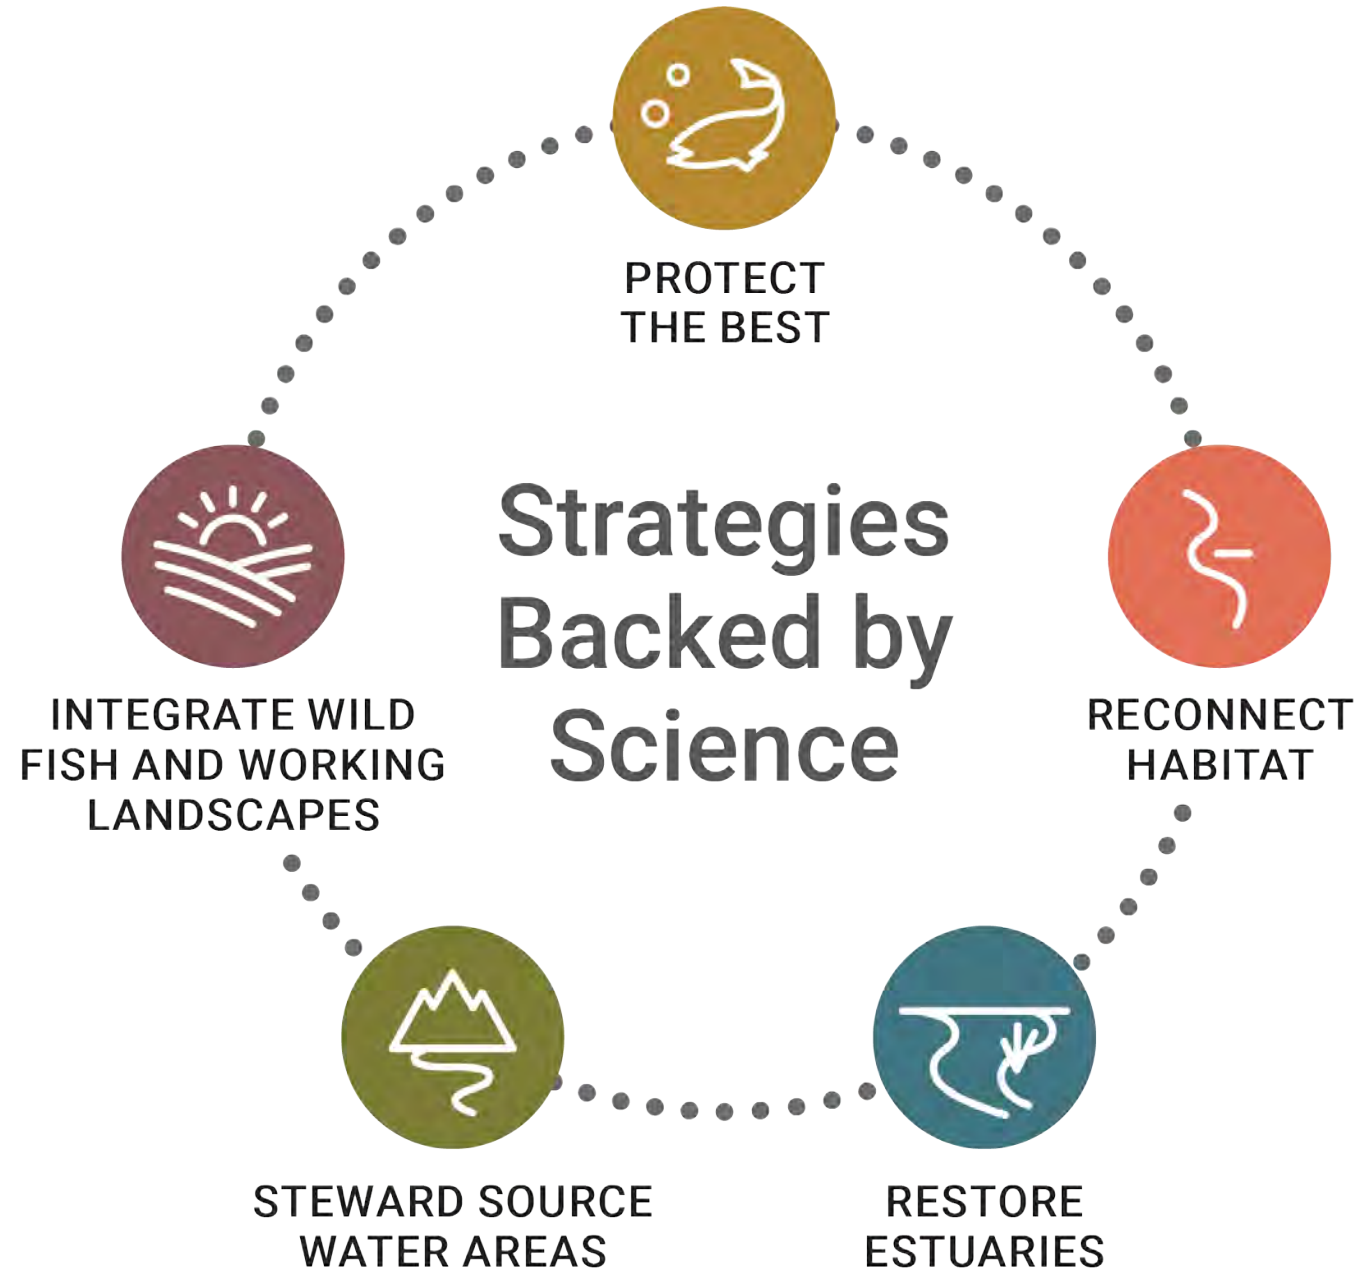 PROTECT
THE BEST
Strategies
Backed by
Science
INTEGRATE WILD
FISH AND WORKING
LANDSCAPES
RECONNECT
HABITAT
STEWARD SOURCE
WATER AREAS
RESTORE
ESTUARIES